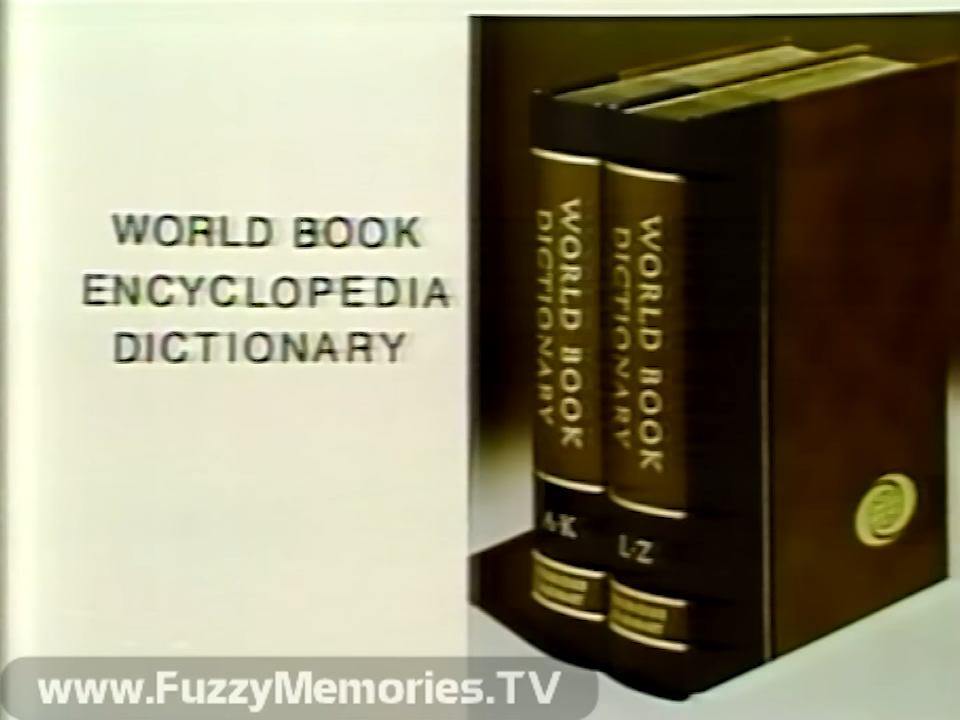 WORLD BOOK
ENCYCLOPEDIA
DICTIONARY
WORLD BOOK
DICTIONARY
A-K
WORLD BOOK
DICTIONARY
L-Z
www.FuzzyMemories.TV